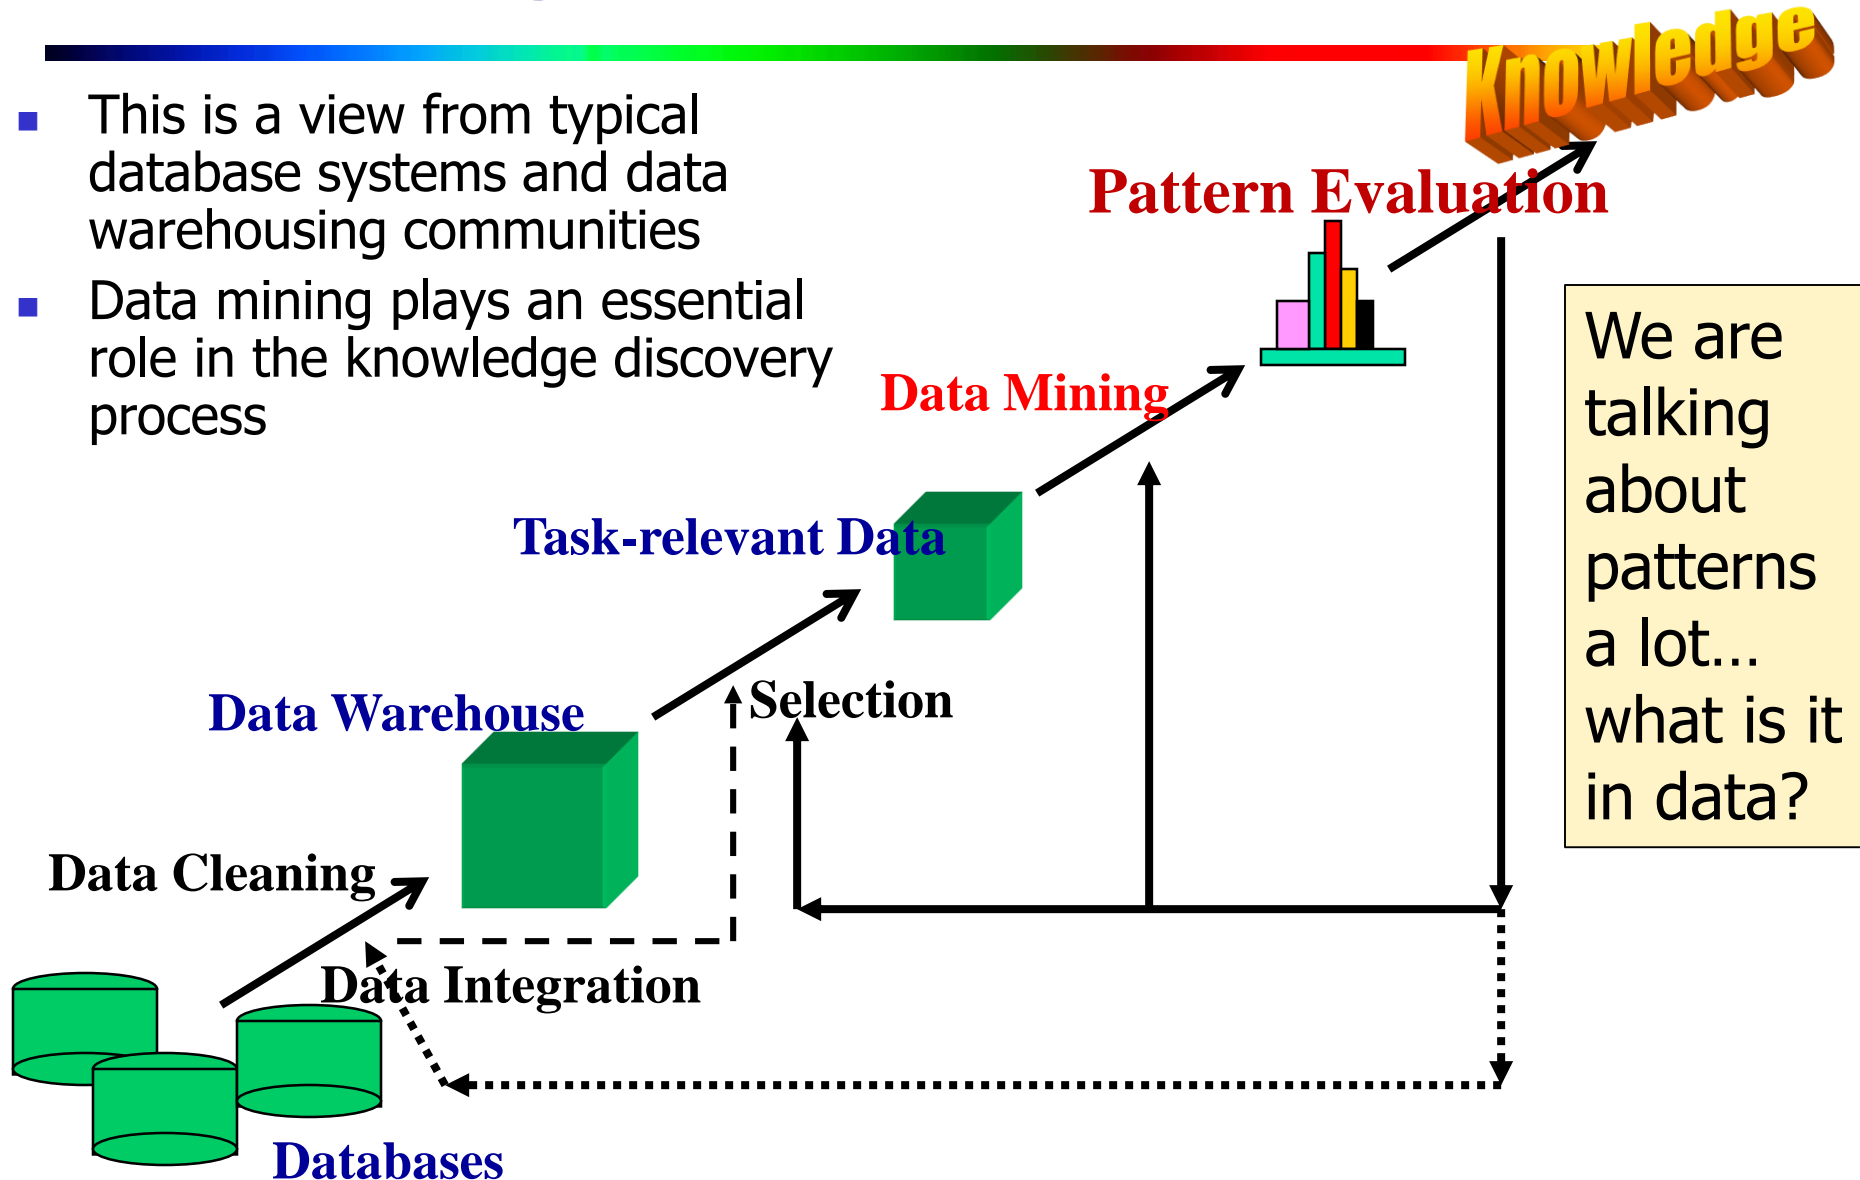 Knowledge
This is a view from typical
database systems and data
warehousing communities
Data mining plays an essential
role in the knowledge discovery
process
Pattern Evaluation
We are
talking
about
patterns
a lot...
what is it
in data?
Data Mining
Task-relevant Data
Selection
Data Warehouse
Data Cleaning
Data Integration
Databases